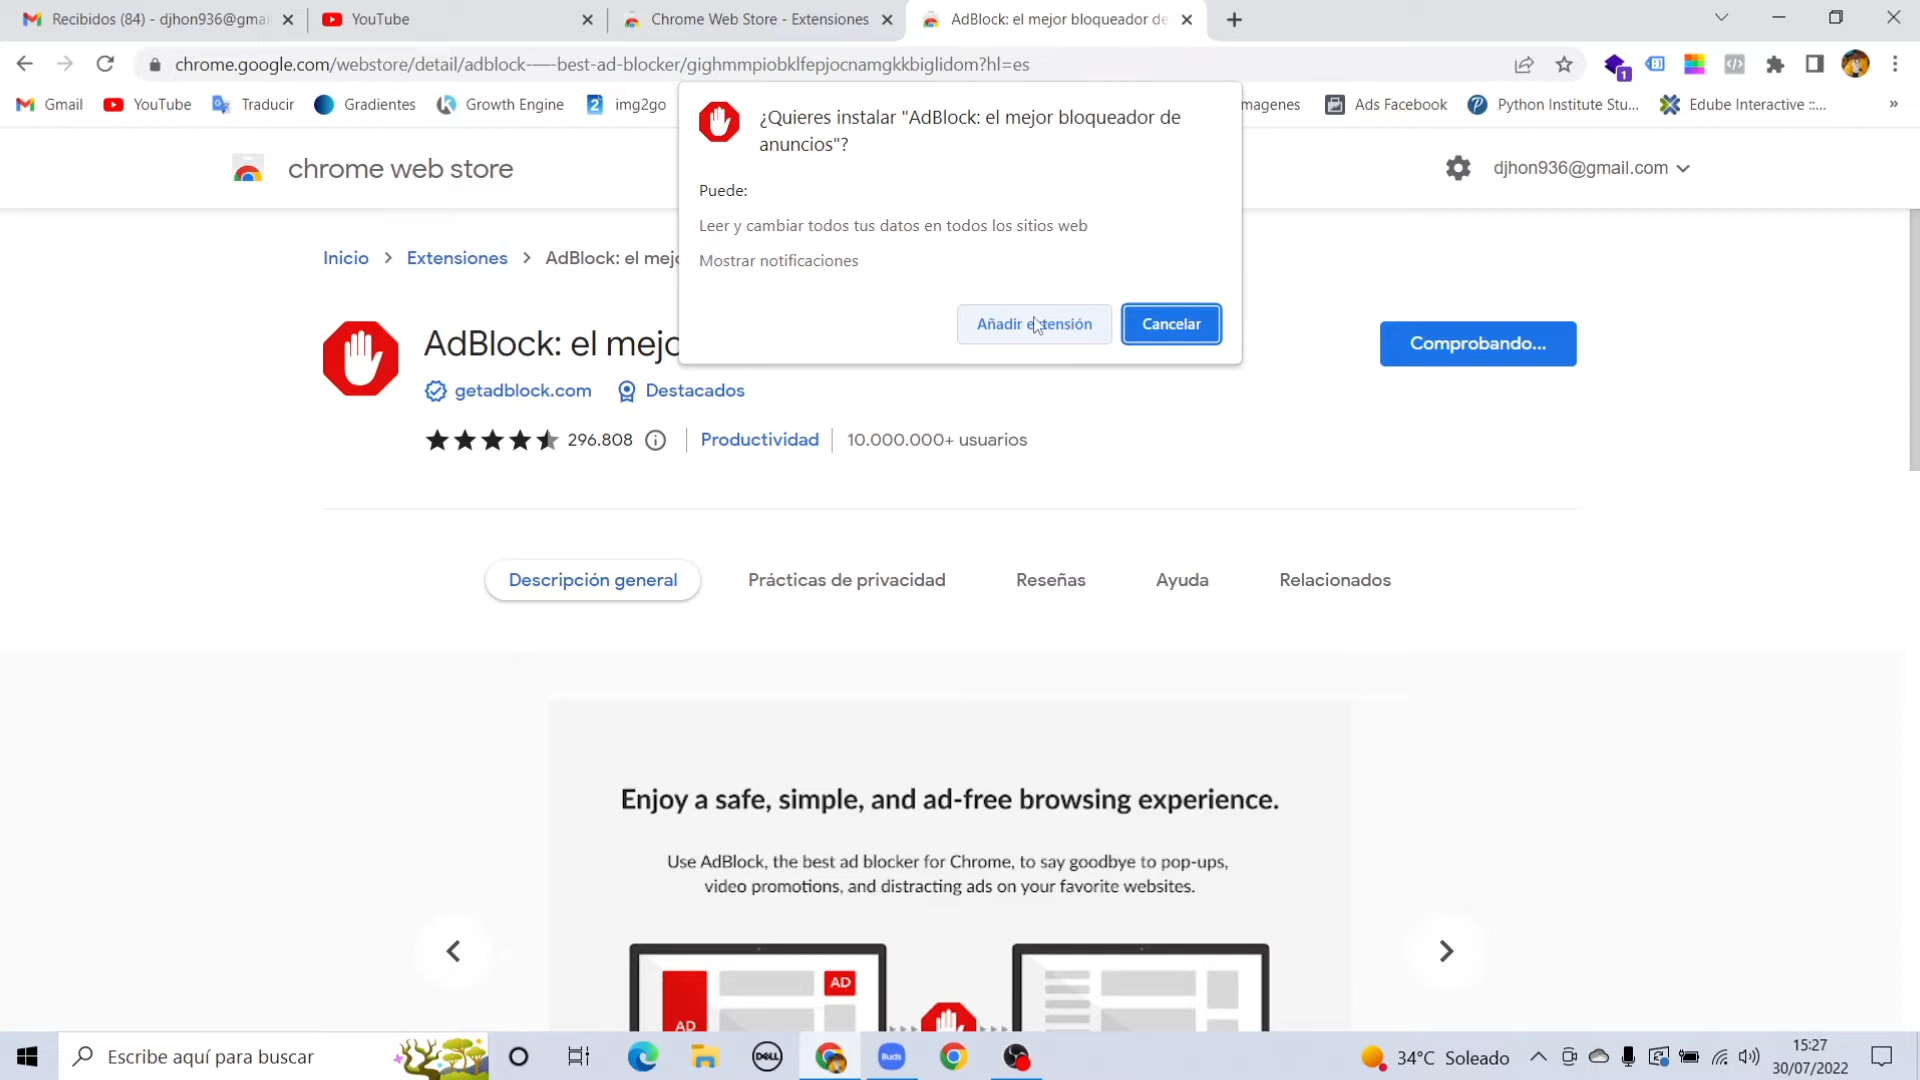 Recibidos (84) - djhon936@gmai
YouTube
Chrome Web Store - Extensiones
AdBlock: el mejor bloqueador de
chrome.google.com/webstore/detail/adblock-—-best-ad-blocker/gighmmpiobklfepjocnamgkkbiglidom?hl=es
1
Gmail
YouTube
Traducir
Gradientes
Growth Engine
img2go
magenes
Ads Facebook
Python Institute Stu...
Edube Interactive ::...
»
¿Quieres instalar "AdBlock: el mejor bloqueador de
anuncios"?
Puede:
Leer y cambiar todos tus datos en todos los sitios web
Mostrar notificaciones
Añadir extensión
Cancelar
chrome web store
djhon936@gmail.com
Inicio > Extensiones > AdBlock: el mejo
AdBlock: el mejo
Comprobando...
getadblock.com
Destacados
296.808
Productividad
10.000.000+ usuarios
Descripción general
Prácticas de privacidad
Reseñas
Ayuda
Relacionados
Enjoy a safe, simple, and ad-free browsing experience.
Use AdBlock, the best ad blocker for Chrome, to say goodbye to pop-ups,
video promotions, and distracting ads on your favorite websites.
AD
AD
Escribe aquí para buscar
DELL
Buds
34°C Soleado
15:27
30/07/2022